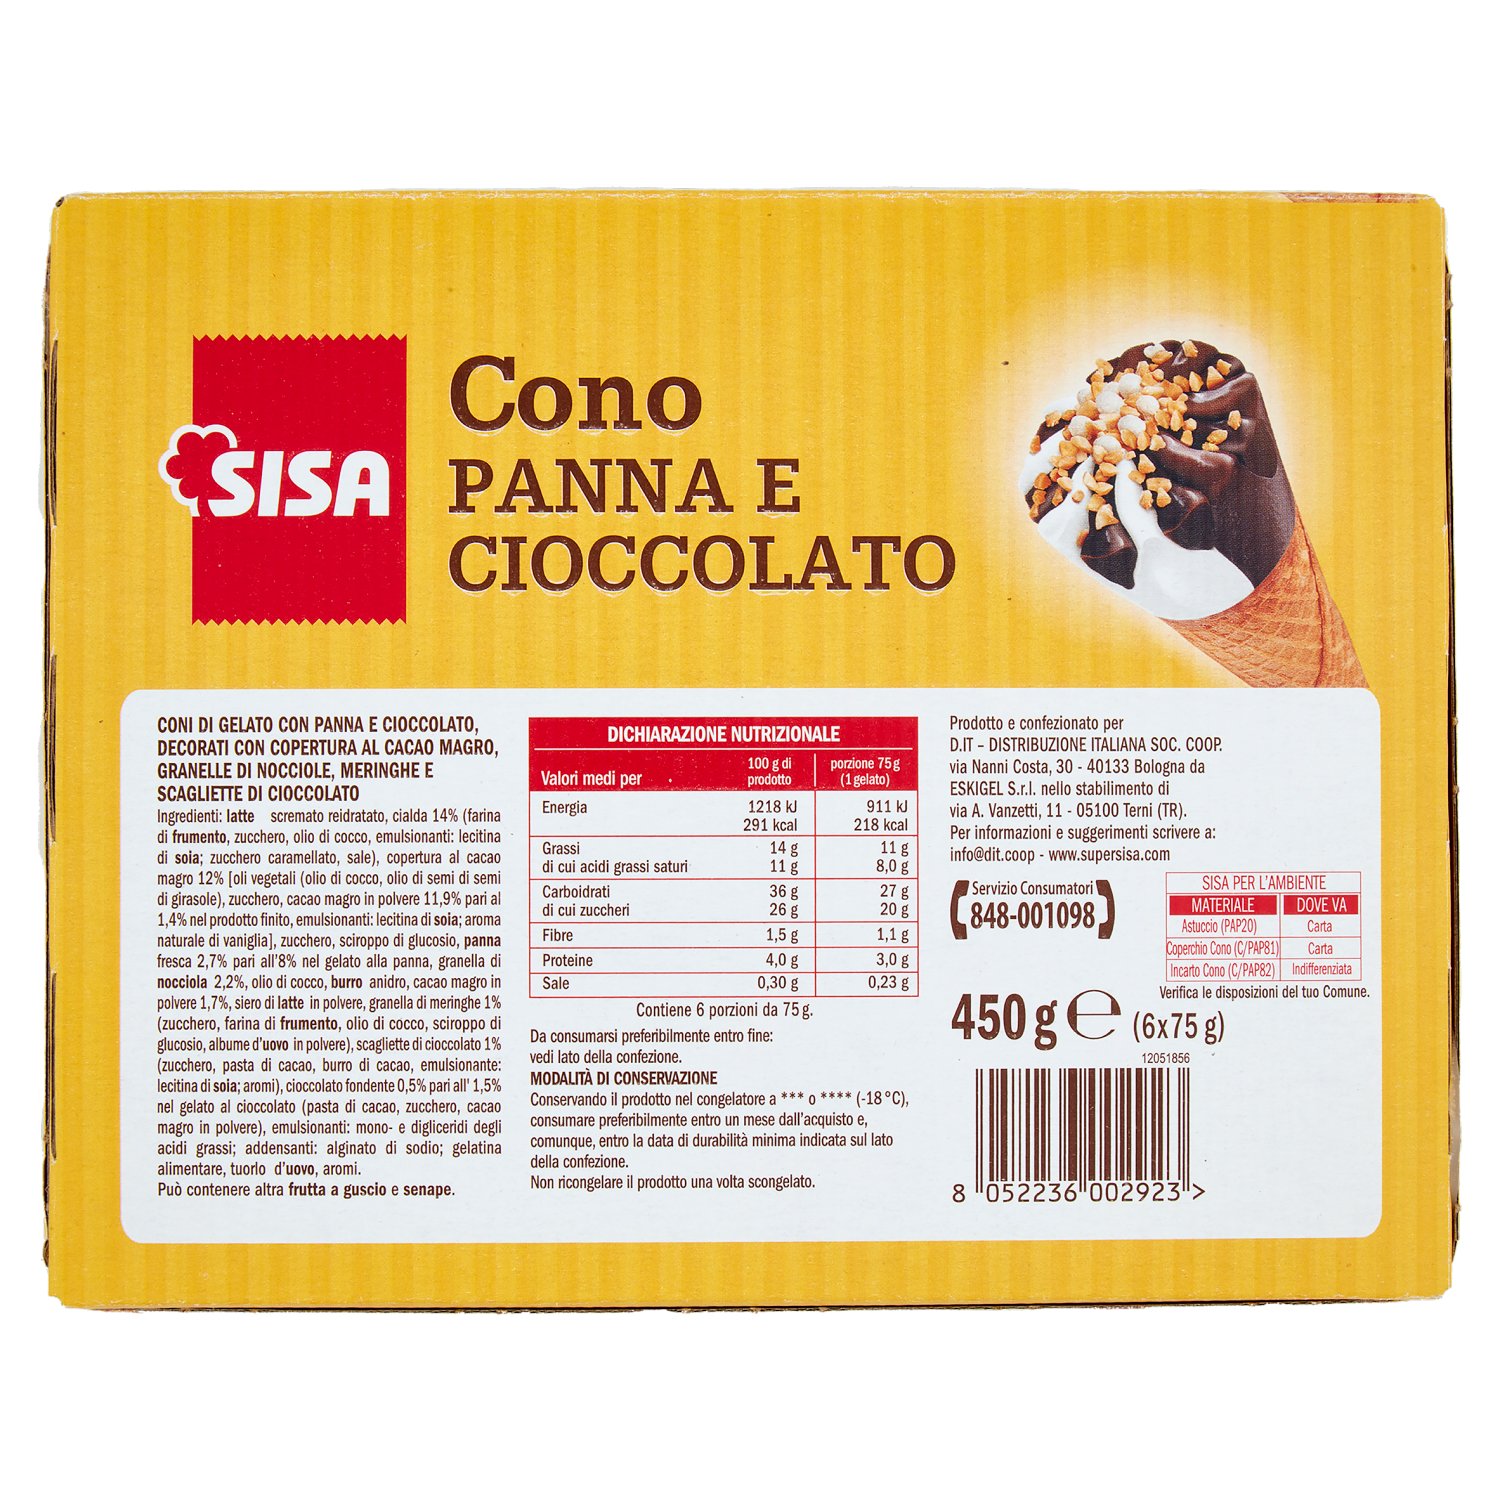 SISA
Cono
PANNA E
CIOCCOLATO
CONI DI GELATO CON PANNA E CIOCCOLATO,
DECORATI CON COPERTURA AL CACAO MAGRO,
GRANELLE DI NOCCIOLE, MERINGHE E
SCAGLIETTE DI CIOCCOLATO
Ingredienti: latte scremato reidratato, cialda 14% (farina
di frumento, zucchero, olio di cocco, emulsionanti: lecitina
di soia; zucchero caramellato, sale), copertura al cacao
magro 12% [oli vegetali (olio di cocco, olio di semi di semi
di girasole), zucchero, cacao magro in polvere 11,9% pari al
1,4% nel prodotto finito, emulsionanti: lecitina di soia; aroma
naturale di vaniglia], zucchero, sciroppo di glucosio, panna
fresca 2,7% pari all'8% nel gelato alla panna, granella di
nocciola 2,2%, olio di cocco, burro anidro, cacao magro in
polvere 1,7%, siero di latte in polvere, granella di meringhe 1%
(zucchero, farina di frumento, olio di cocco, sciroppo di
glucosio, albume d'uovo in polvere), scagliette di cioccolato 1%
(zucchero, pasta di cacao, burro di cacao, emulsionante:
lecitina di soia; aromi), cioccolato fondente 0,5% pari all' 1,5%
nel gelato al cioccolato (pasta di cacao, zucchero, cacao
magro in polvere), emulsionanti: mono- e digliceridi degli
acidi grassi; addensanti: alginato di sodio; gelatina
alimentare, tuorlo d'uovo, aromi.
Può contenere altra frutta a guscio e senape.
DICHIARAZIONE NUTRIZIONALE
Valori medi per 100 g di prodotto porzione 75 g (1 gelato)
Energia 1218 kJ 911 kJ
291 kcal 218 kcal
Grassi 14 g 11 g
di cui acidi grassi saturi 11 g 8,0 g
Carboidrati 36 g 27 g
di cui zuccheri 26 g 20 g
Fibre 1,5 g 1,1 g
Proteine 4,0 g 3,0 g
Sale 0,30 g 0,23 g
Contiene 6 porzioni da 75 g.
Da consumarsi preferibilmente entro fine:
vedi lato della confezione.
MODALITÀ DI CONSERVAZIONE
Conservando il prodotto nel congelatore a *** o **** (-18 °C),
consumare preferibilmente entro un mese dall'acquisto e,
comunque, entro la data di durabilità minima indicata sul lato
della confezione.
Non ricongelare il prodotto una volta scongelato.
Prodotto e confezionato per
D.IT – DISTRIBUZIONE ITALIANA SOC. COOP.
via Nanni Costa, 30 - 40133 Bologna da
ESKIGEL S.r.l. nello stabilimento di
via A. Vanzetti, 11 - 05100 Terni (TR).
Per informazioni e suggerimenti scrivere a:
info@dit.coop - www.supersisa.com
Servizio Consumatori
848-001098
SISA PER L'AMBIENTE
MATERIALE DOVE VA
Astuccio (PAP20) Carta
Coperchio Cono (C/PAP81) Carta
Incarto Cono (C/PAP82) Indifferenziata
Verifica le disposizioni del tuo Comune.
450 g ℮ (6x75 g)
12051856
8 052236 002923 >